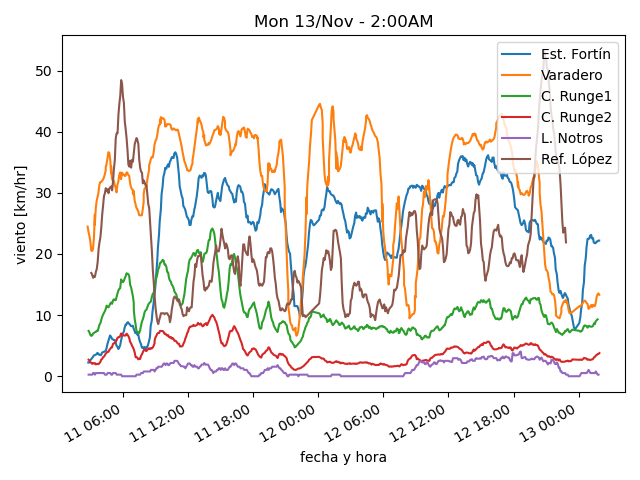 Mon 13/Nov - 2:00AM
Est. Fortín
Varadero
C. Runge1
C. Runge2
L. Notros
Ref. López
viento [km/hr]
50
40
30
20
10
0
11 06:00
11 12:00
11 18:00
12 00:00
12 06:00
12 12:00
12 18:00
13 00:00
fecha y hora